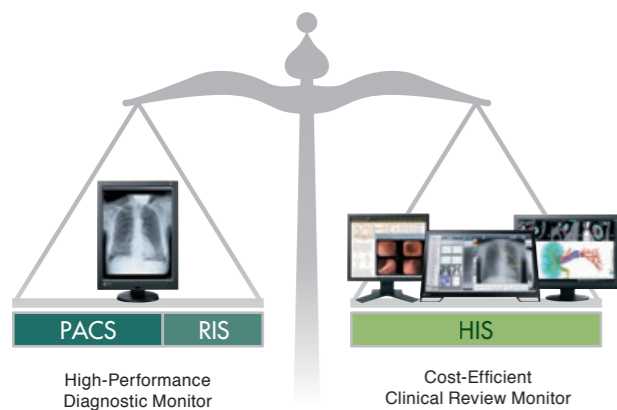 PACS
RIS
High-Performance
Diagnostic Monitor
HIS
Cost-Efficient
Clinical Review Monitor